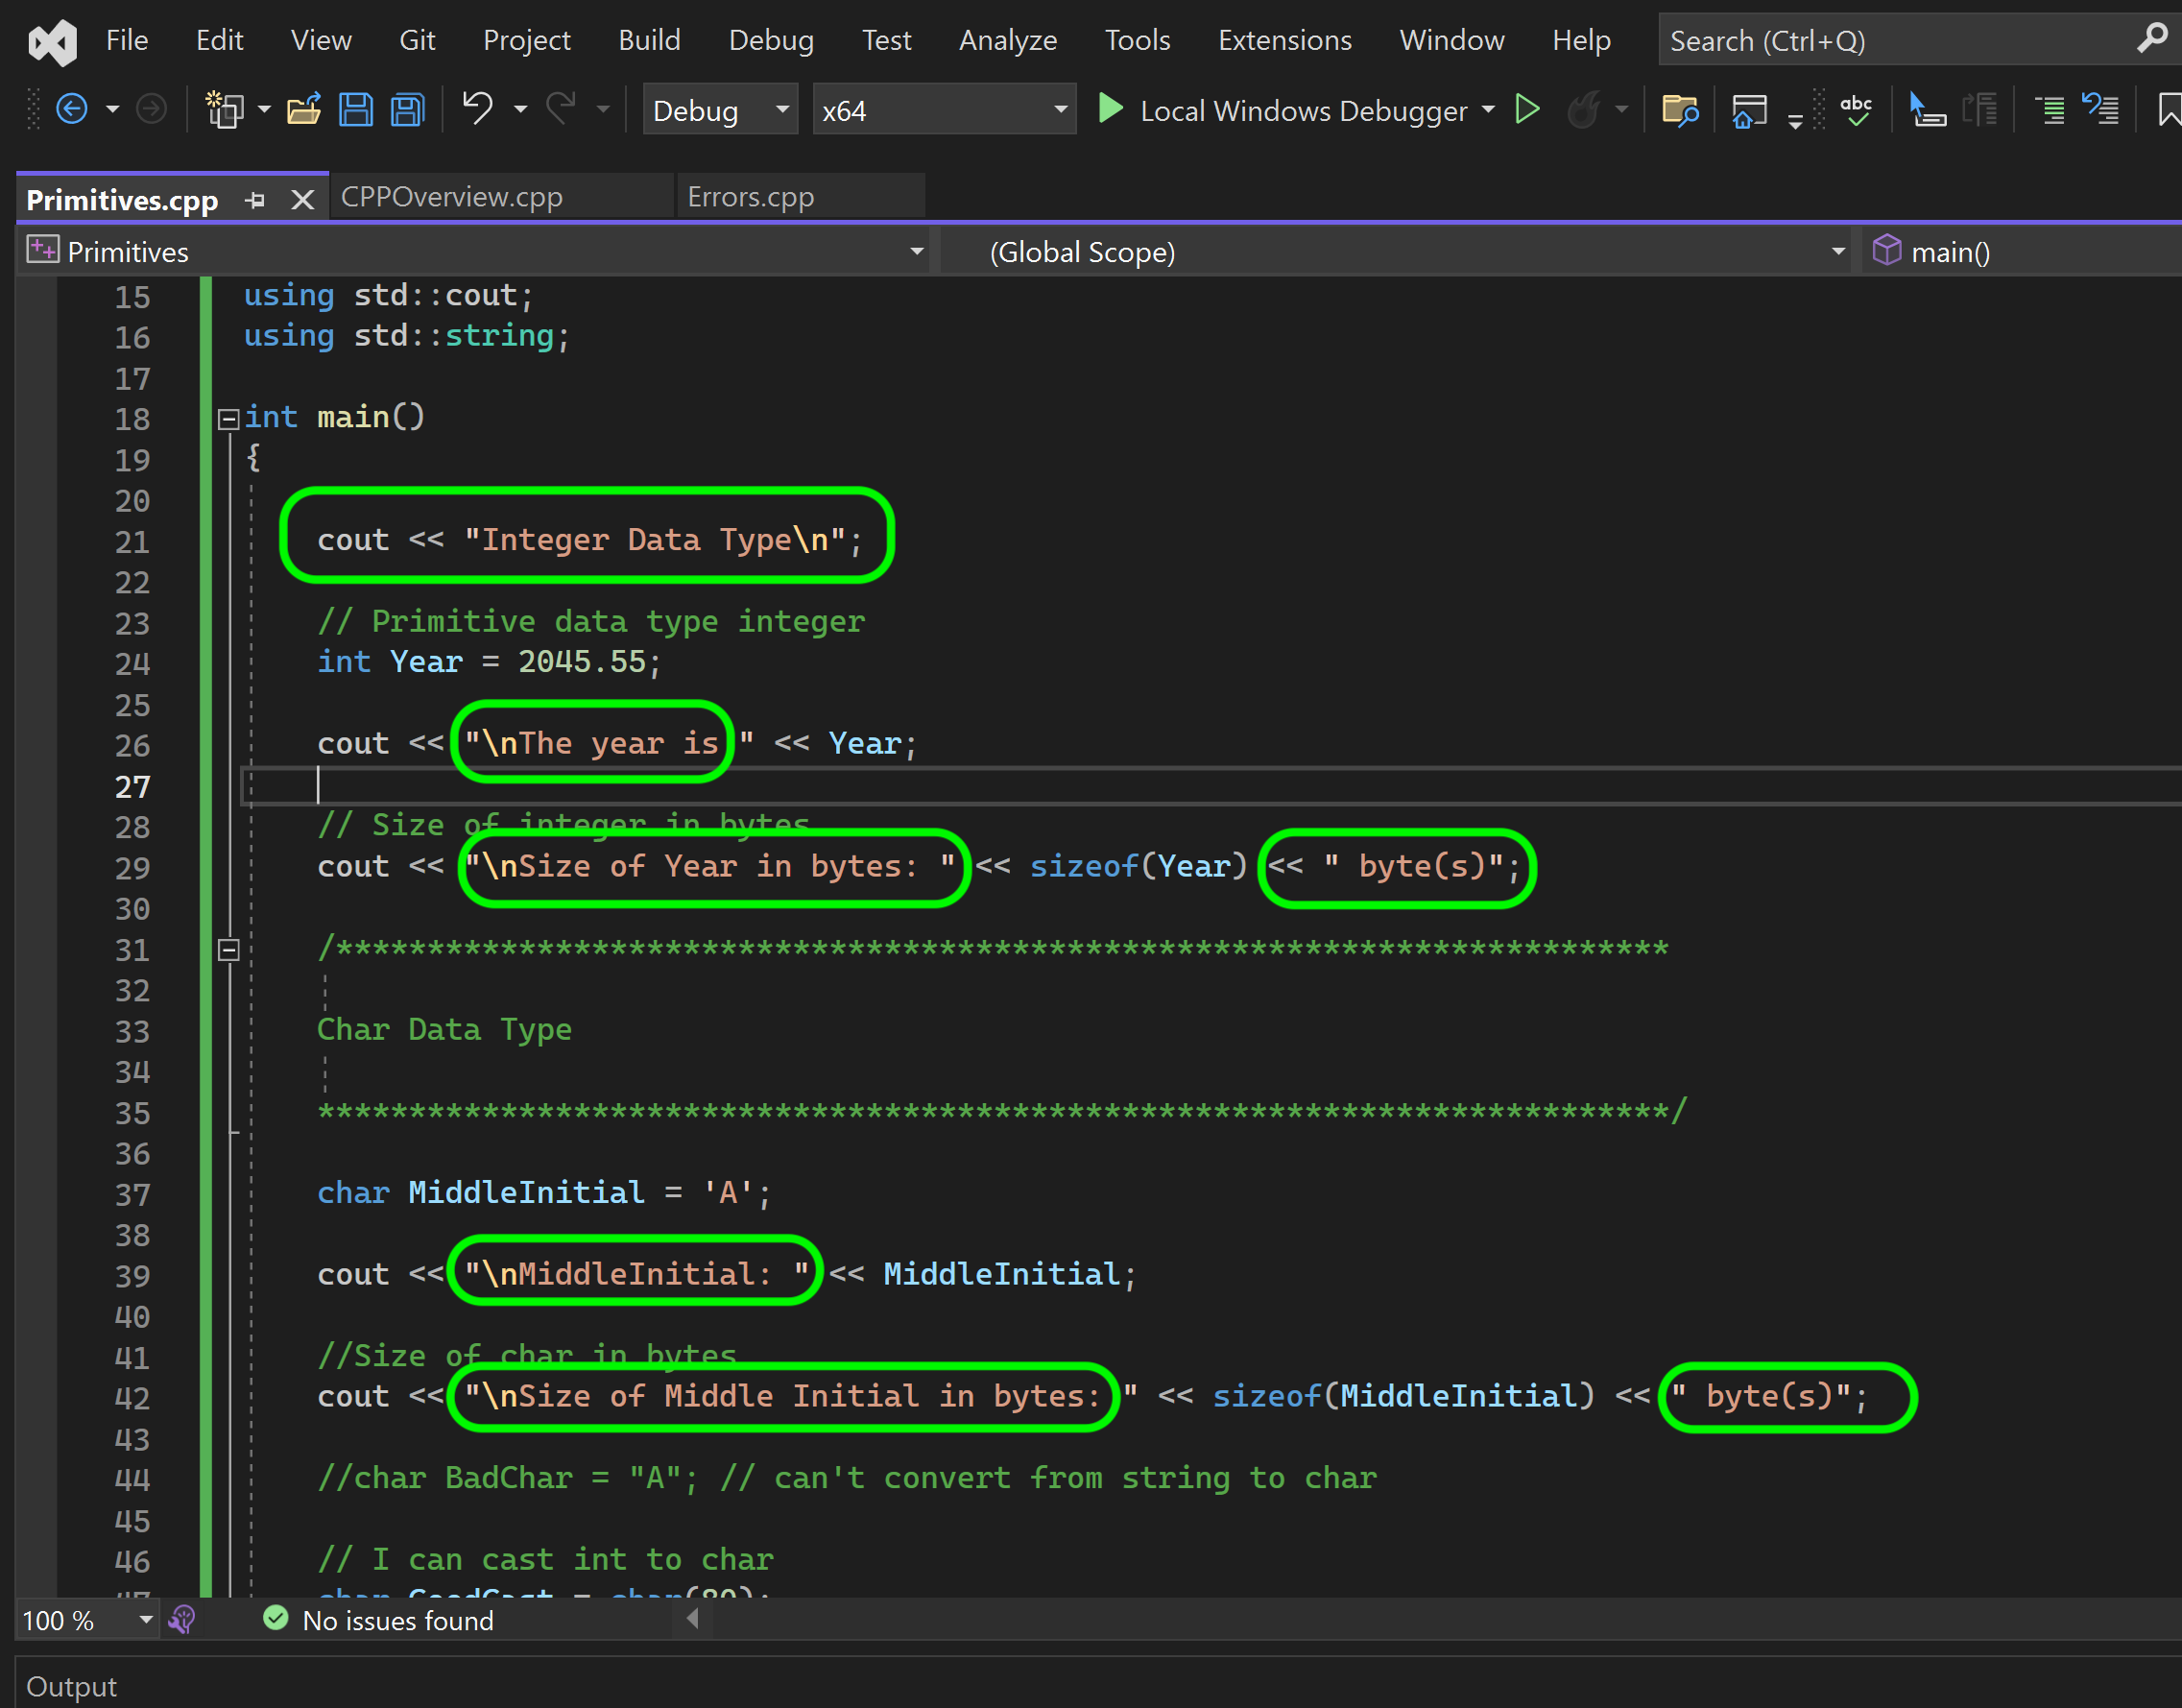 File Edit View Git Project Build Debug Test Analyze Tools Extensions Window Help Search (Ctrl+Q)
Debug x64 Local Windows Debugger abc
Primitives.cpp CPPOverview.cpp Errors.cpp
++ Primitives (Global Scope) main()
15 using std::cout;
16 using std::string;
17
18 int main()
19 {
20
21 cout << "Integer Data Type\n";
22
23 // Primitive data type integer
24 int Year = 2045.55;
25
26 cout << "\nThe year is " << Year;
27
28 // Size of integer in bytes
29 cout << "\nSize of Year in bytes: " << sizeof(Year) << " byte(s)";
30
31 /*************************************************************************
32
33 Char Data Type
34
35 **************************************************************************/
36
37 char MiddleInitial = 'A';
38
39 cout << "\nMiddleInitial: " << MiddleInitial;
40
41 //Size of char in bytes
42 cout << "\nSize of Middle Initial in bytes: " << sizeof(MiddleInitial) << " byte(s)";
43
44 //char BadChar = "A"; // can't convert from string to char
45
46 // I can cast int to char
47 char GoodCast = char(80);
100 % No issues found
Output